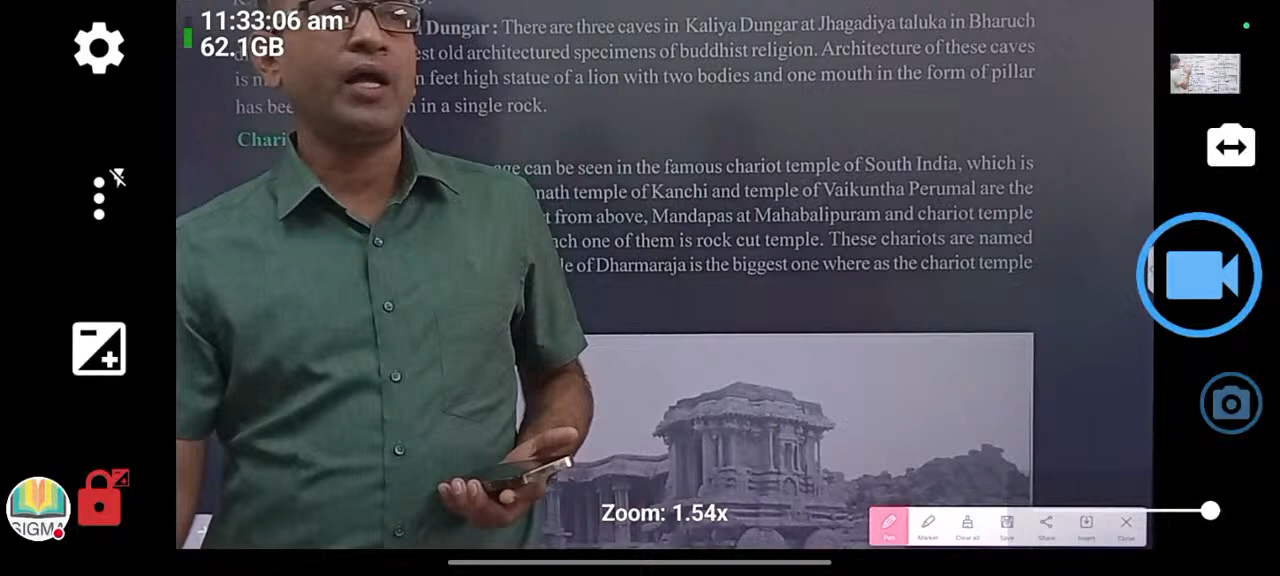 11:33:06 am
62.1GB
Dungar : There are three caves in Kaliya Dungar at Jhagadiya taluka in Bharuch
est old architectured specimens of buddhist religion. Architecture of these caves
is m n feet high statue of a lion with two bodies and one mouth in the form of pillar
has bee in a single rock.
Chari
age can be seen in the famous chariot temple of South India, which is
nath temple of Kanchi and temple of Vaikuntha Perumal are the
t from above, Mandapas at Mahabalipuram and chariot temple
ach one of them is rock cut temple. These chariots are named
le of Dharmaraja is the biggest one where as the chariot temple
Zoom: 1.54x
Pen Marker Clear all Save Share Insert Close
SIGMA